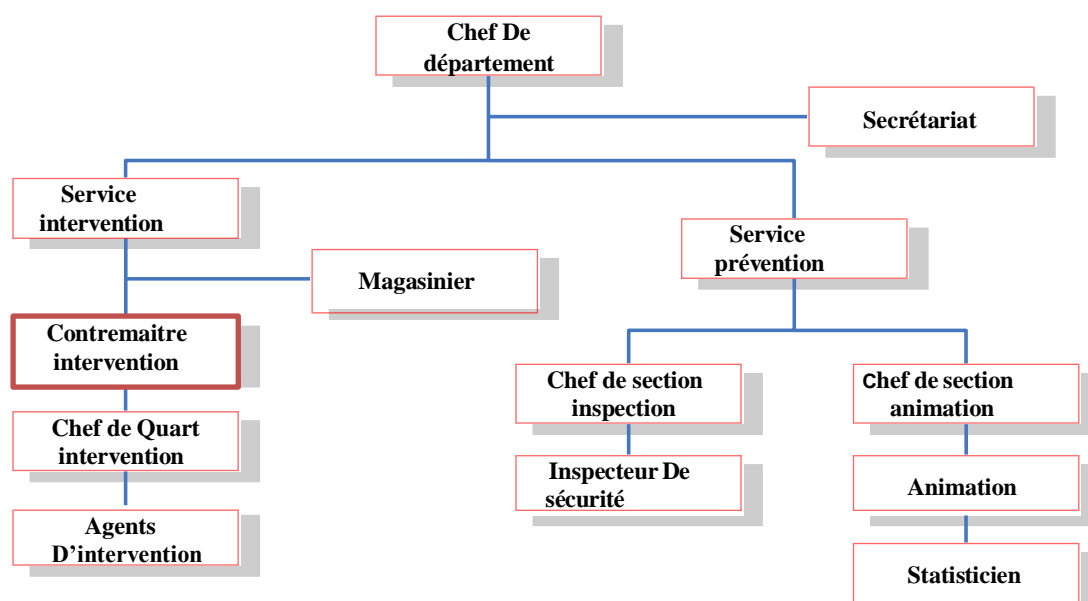 Chef De
département
Secrétariat
Service
intervention
Service
prévention
Magasinier
Contremaitre
intervention
Chef de section
inspection
Chef de section
animation
Chef de Quart
intervention
Inspecteur De
sécurité
Animation
Agents
D’intervention
Statisticien